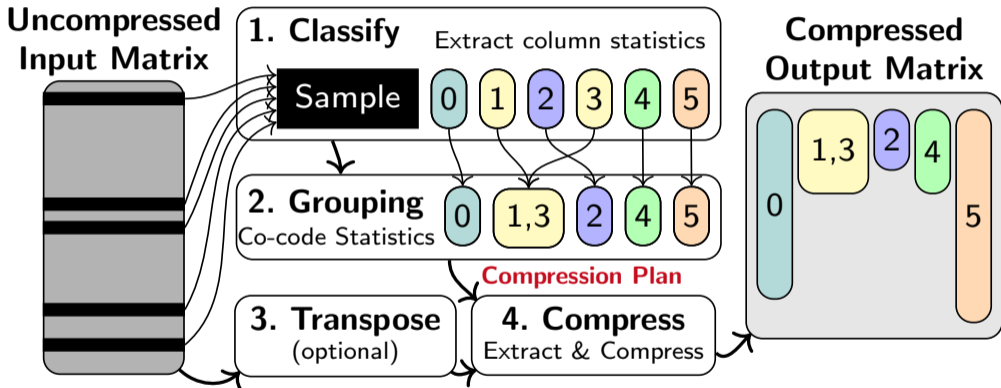 Uncompressed
Input Matrix
1. Classify
Extract column statistics
Sample
0 1 2 3 4 5
2. Grouping
Co-code Statistics
0 1,3 2 4 5
Compression Plan
3. Transpose
(optional)
4. Compress
Extract & Compress
Compressed
Output Matrix
0 1,3 2 4 5